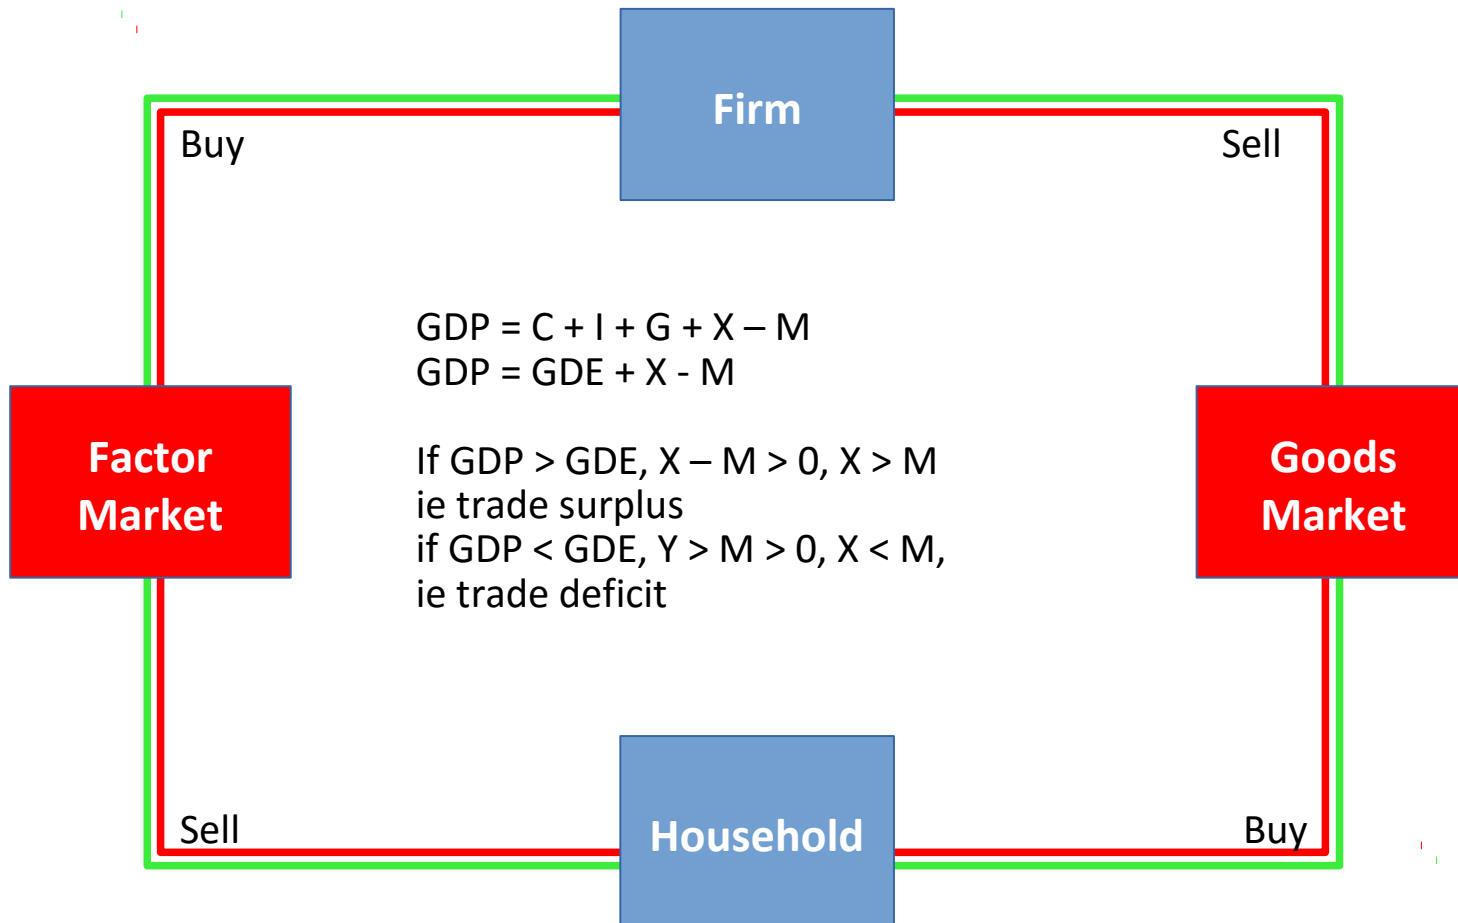 Firm
Buy
Sell
GDP = C + I + G + X – M
GDP = GDE + X - M
Factor
Market
If GDP > GDE, X – M > 0, X > M
ie trade surplus
if GDP < GDE, Y > M > 0, X < M,
ie trade deficit
Goods
Market
Sell
Household
Buy